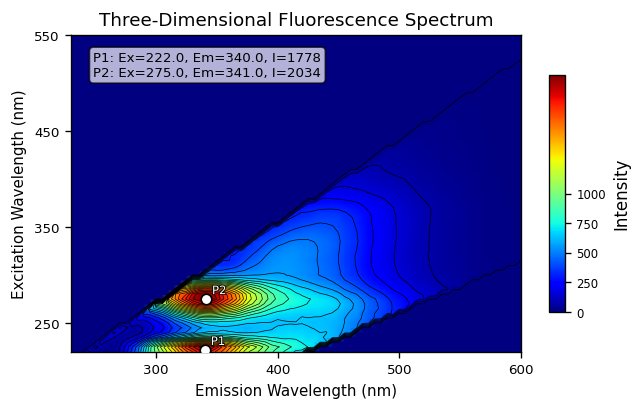 Three-Dimensional Fluorescence Spectrum
P1: Ex=222.0, Em=340.0, I=1778
P2: Ex=275.0, Em=341.0, I=2034
550
450
350
250
Excitation Wavelength (nm)
P2
P1
300
400
500
600
Emission Wavelength (nm)
1000
750
500
250
0
Intensity